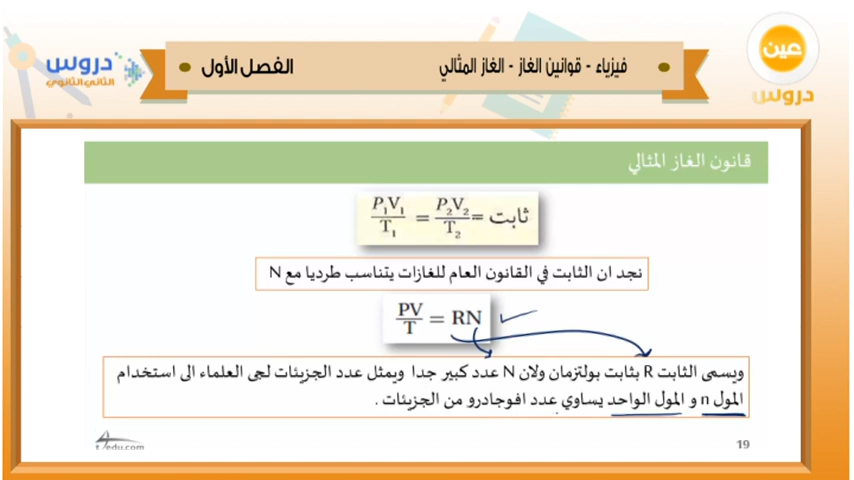 عين
دروس
فيزياء - قوانين الغاز - الغاز المثالي
الفصل الأول
دروس
الثاني الثانوي
قانون الغاز المثالي
P₁V₁/T₁ = P₂V₂/T₂ = ثابت
نجد ان الثابت في القانون العام للغازات يتناسب طرديا مع N
PV/T = RN
ويسمى الثابت R بثابت بولتزمان ولان N عدد كبير جدا ويمثل عدد الجزيئات لجى العلماء الى استخدام
المول n و المول الواحد يساوي عدد افوجادرو من الجزيئات .
19
edu.com